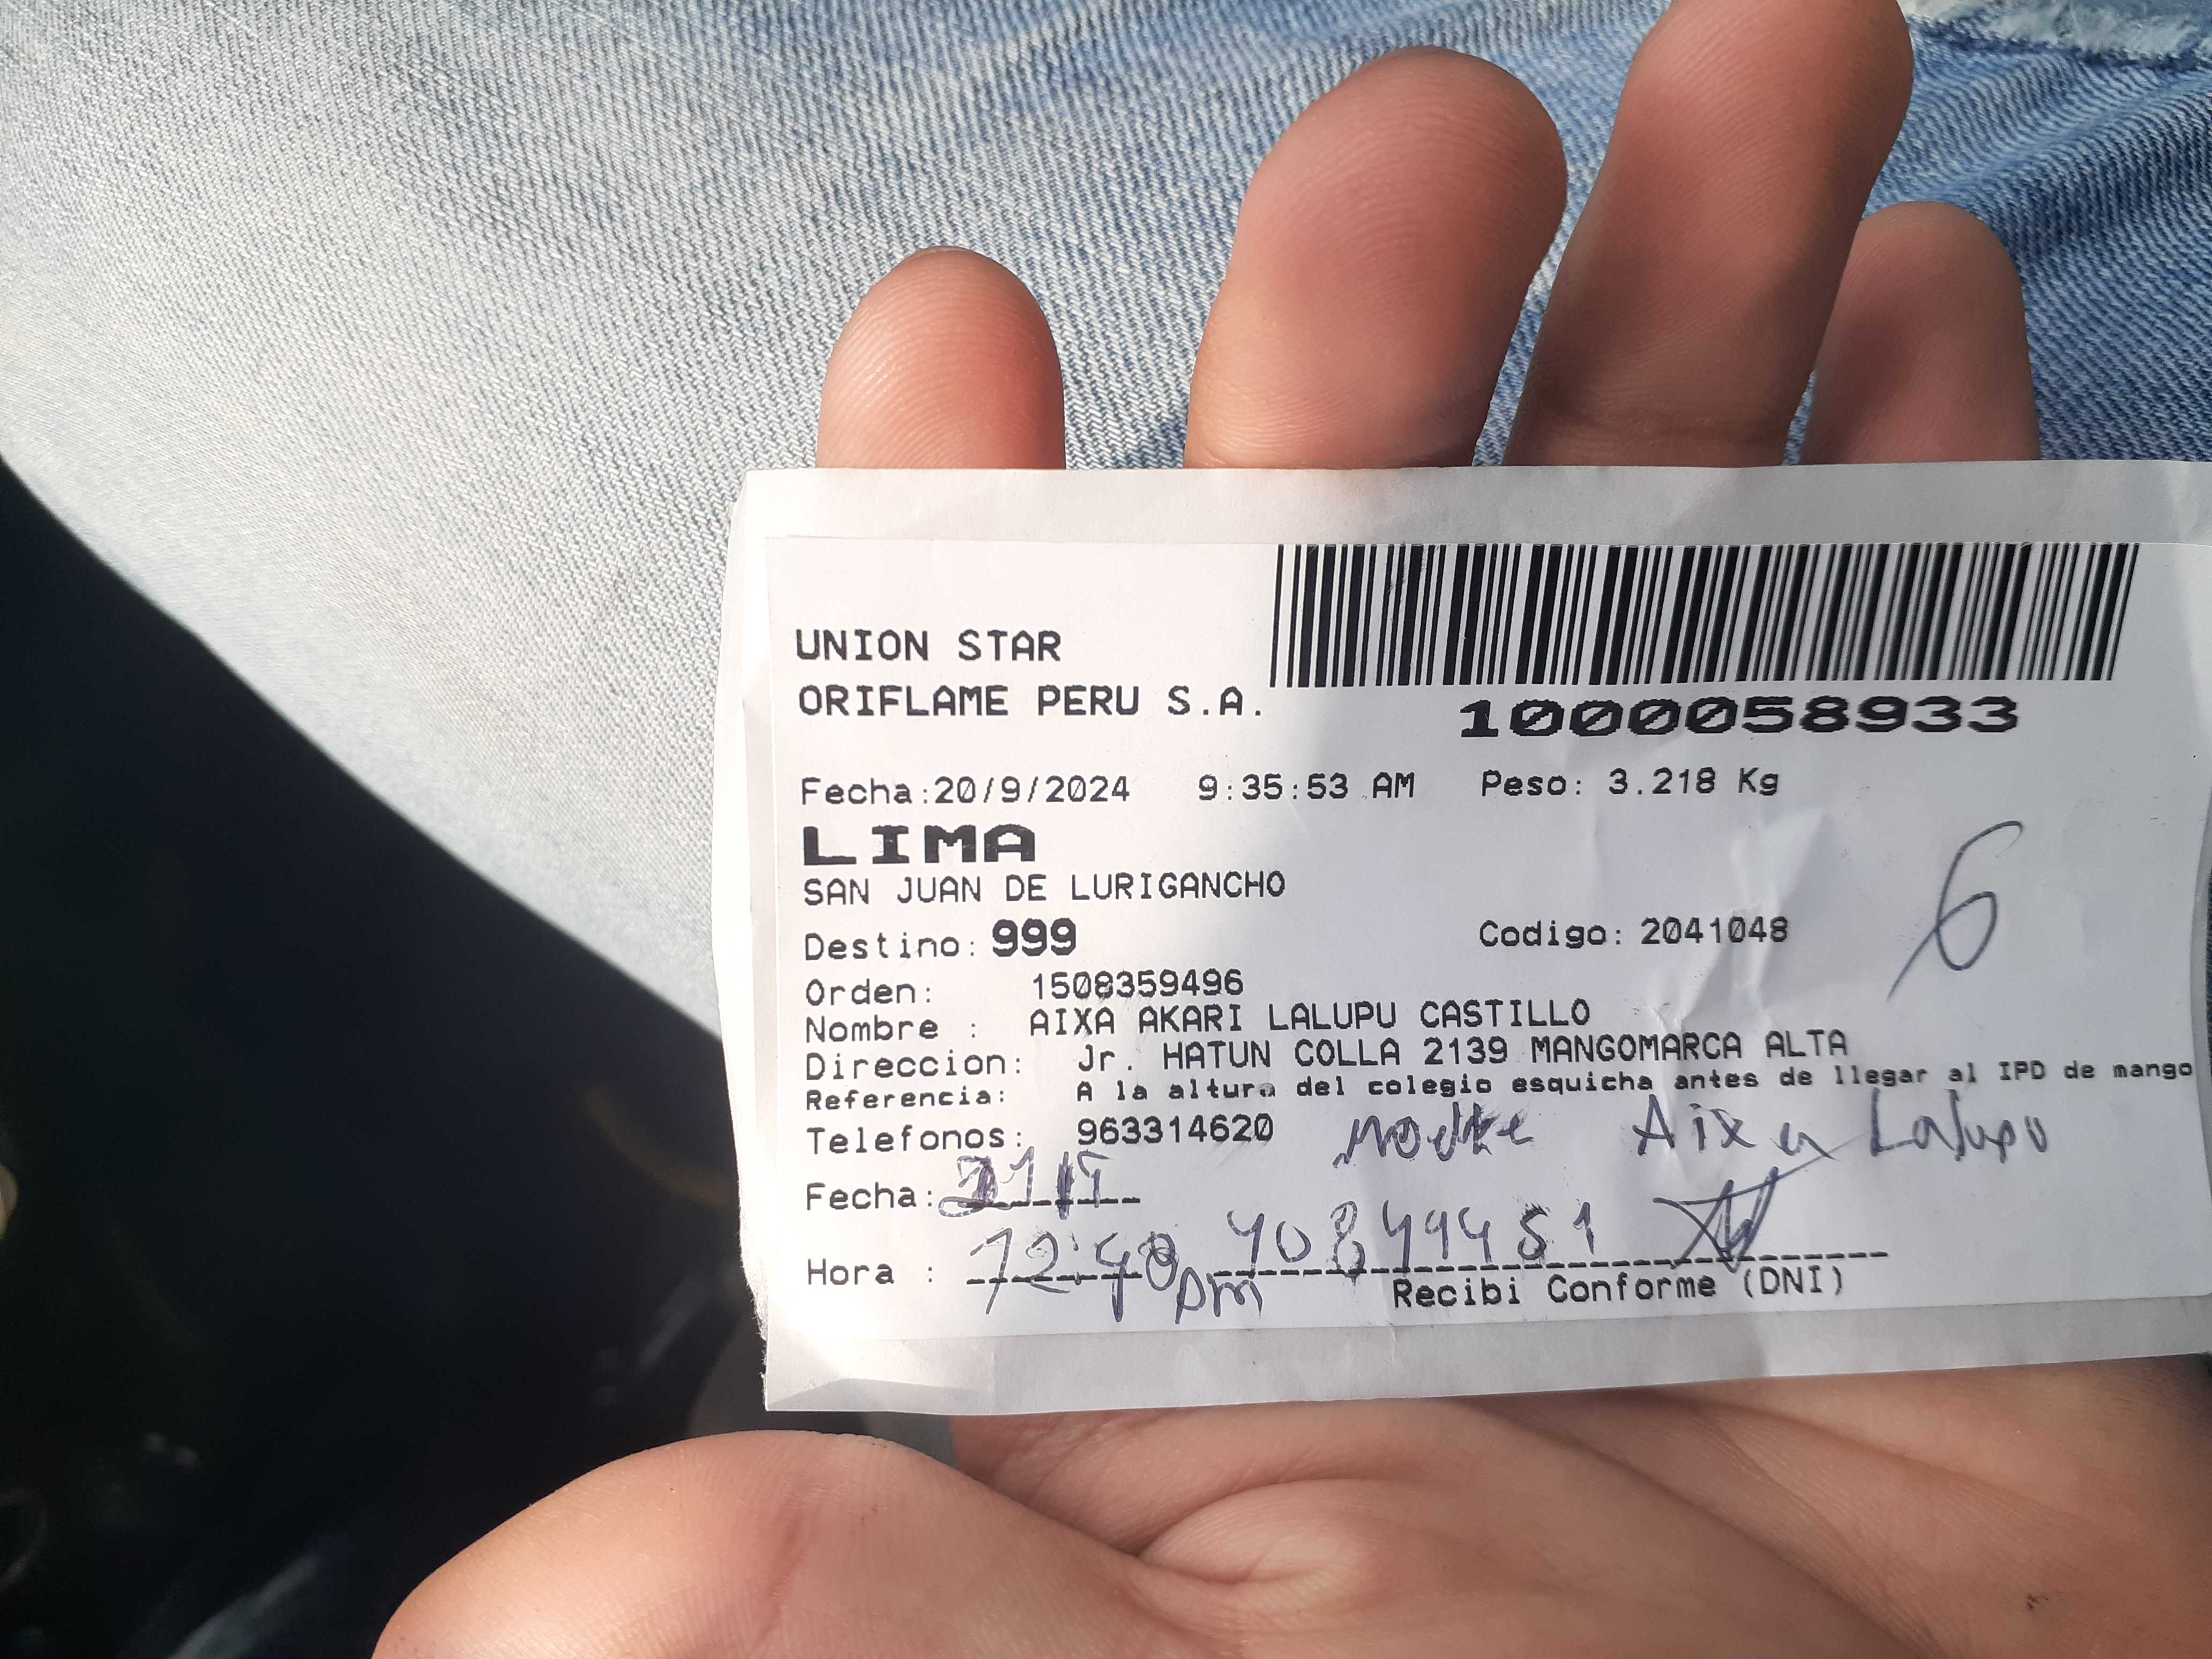 UNION STAR
ORIFLAME PERU S.A.
1000058933
Fecha:20/9/2024 9:35:53 AM Peso: 3.218 Kg
LIMA
SAN JUAN DE LURIGANCHO
6
Destino: 999 Codigo: 2041048
Orden: 1508359496
Nombre : AIXA AKARI LALUPU CASTILLO
Direccion: Jr. HATUN COLLA 2139 MANGOMARCA ALTA
Referencia: A la altura del colegio esquicha antes de llegar al IPD de mango
Telefonos: 963314620 Aixa Lalupu
Fecha:
Hora : 12:40 pm
Recibi Conforme (DNI)